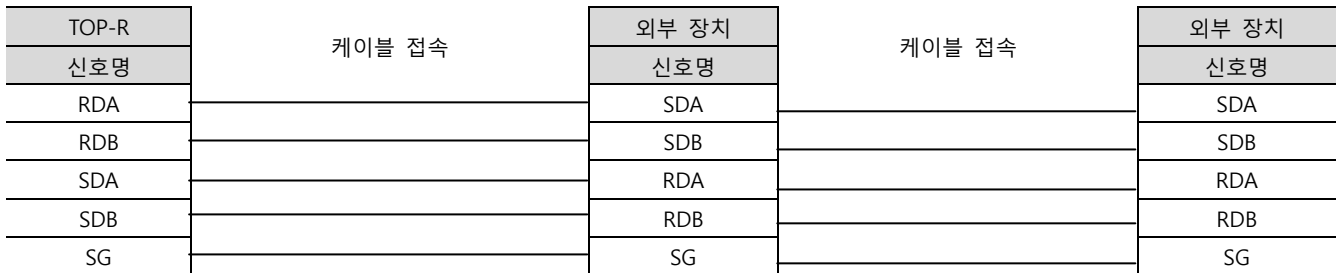 TOP-R 케이블 접속 외부 장치 케이블 접속 외부 장치
신호명 신호명 신호명
RDA SDA SDA
RDB SDB SDB
SDA RDA RDA
SDB RDB RDB
SG SG SG